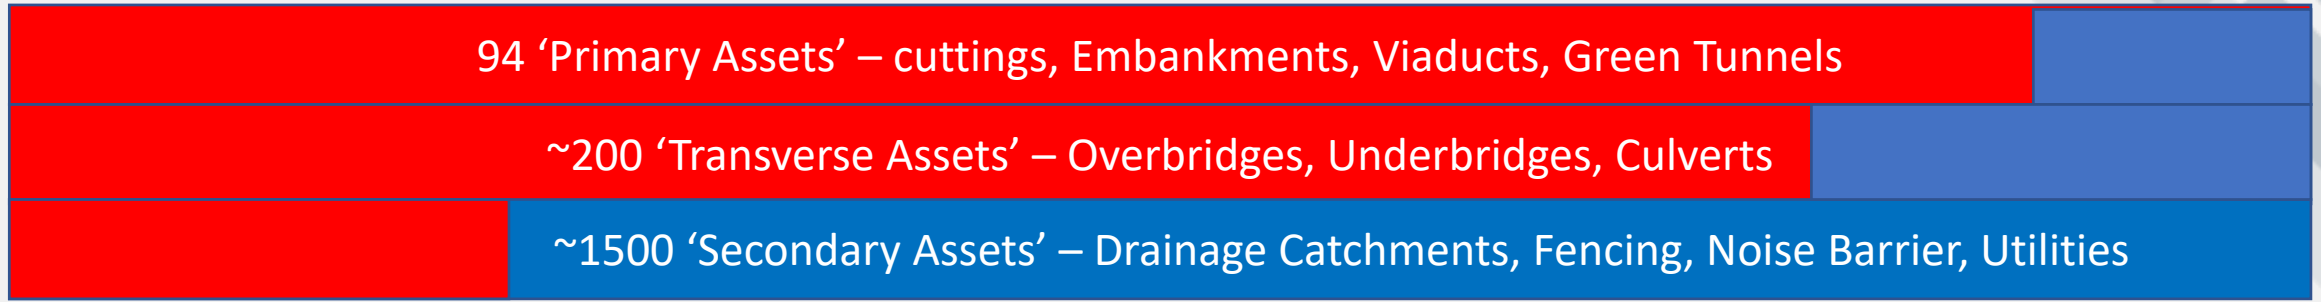 94 ‘Primary Assets’ – cuttings, Embankments, Viaducts, Green Tunnels
~200 ‘Transverse Assets’ – Overbridges, Underbridges, Culverts
~1500 ‘Secondary Assets’ – Drainage Catchments, Fencing, Noise Barrier, Utilities